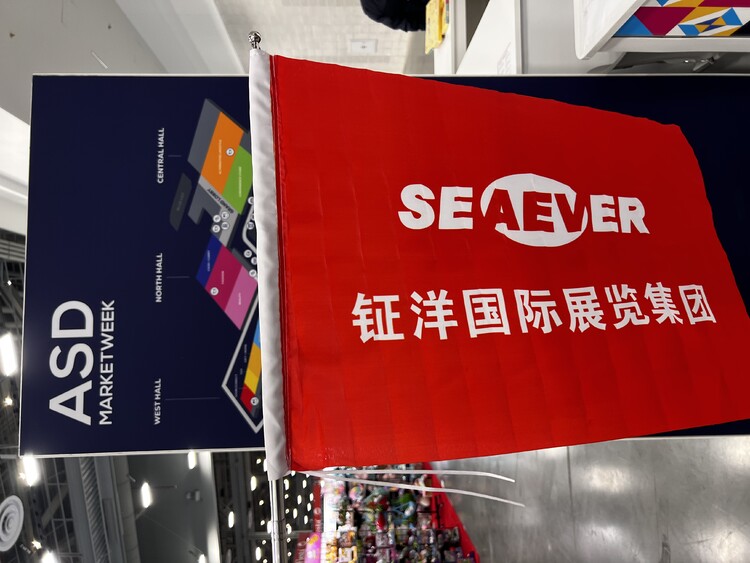 SEAEVER
钲洋国际展览集团
ASD
MARKETWEEK
CENTRAL HALL
NORTH HALL
WEST HALL